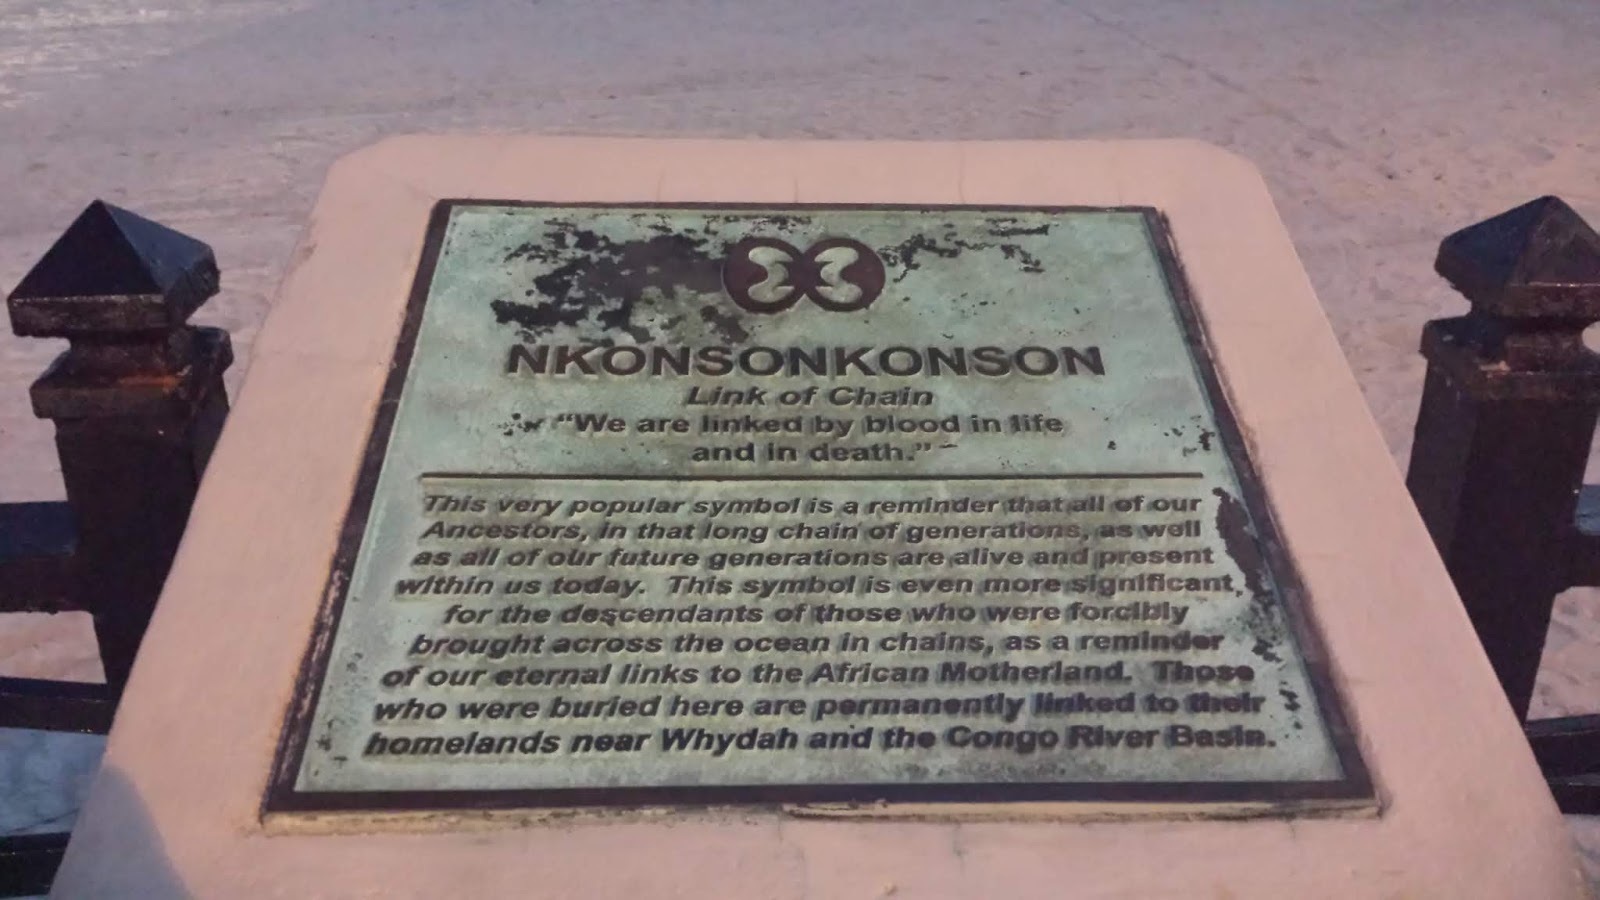 NKONSONKONSON
Link of Chain
"We are linked by blood in life
and in death."
This very popular symbol is a reminder that all of our
Ancestors, in that long chain of generations, as well
as all of our future generations are alive and present
within us today. This symbol is even more significant,
for the descendants of those who were forcibly
brought across the ocean in chains, as a reminder
of our eternal links to the African Motherland. Those
who were buried here are permanently linked to their
homelands near Whydah and the Congo River Basin.